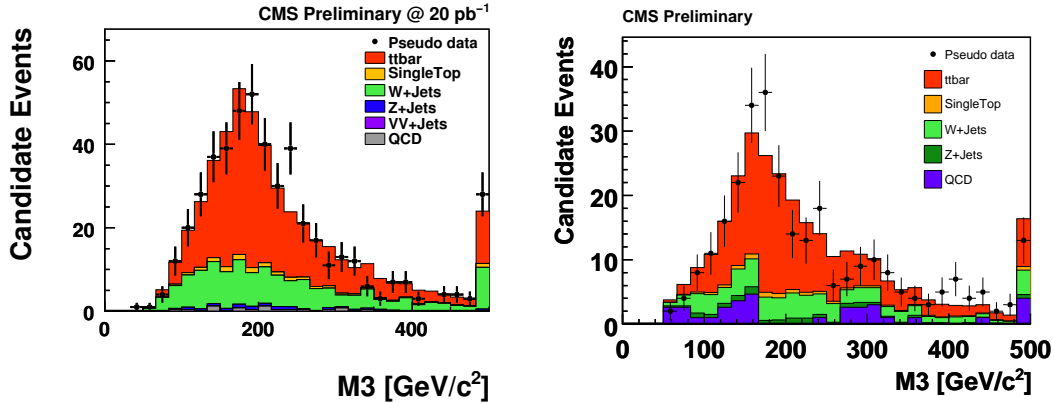 CMS Preliminary @ 20 pb⁻¹
Candidate Events
60
40
20
0
Pseudo data
ttbar
SingleTop
W+Jets
Z+Jets
VV+Jets
QCD
0
200
400
M3 [GeV/c²]
CMS Preliminary
Candidate Events
40
30
20
10
0
Pseudo data
ttbar
SingleTop
W+Jets
Z+Jets
QCD
0
100
200
300
400
500
M3 [GeV/c²]